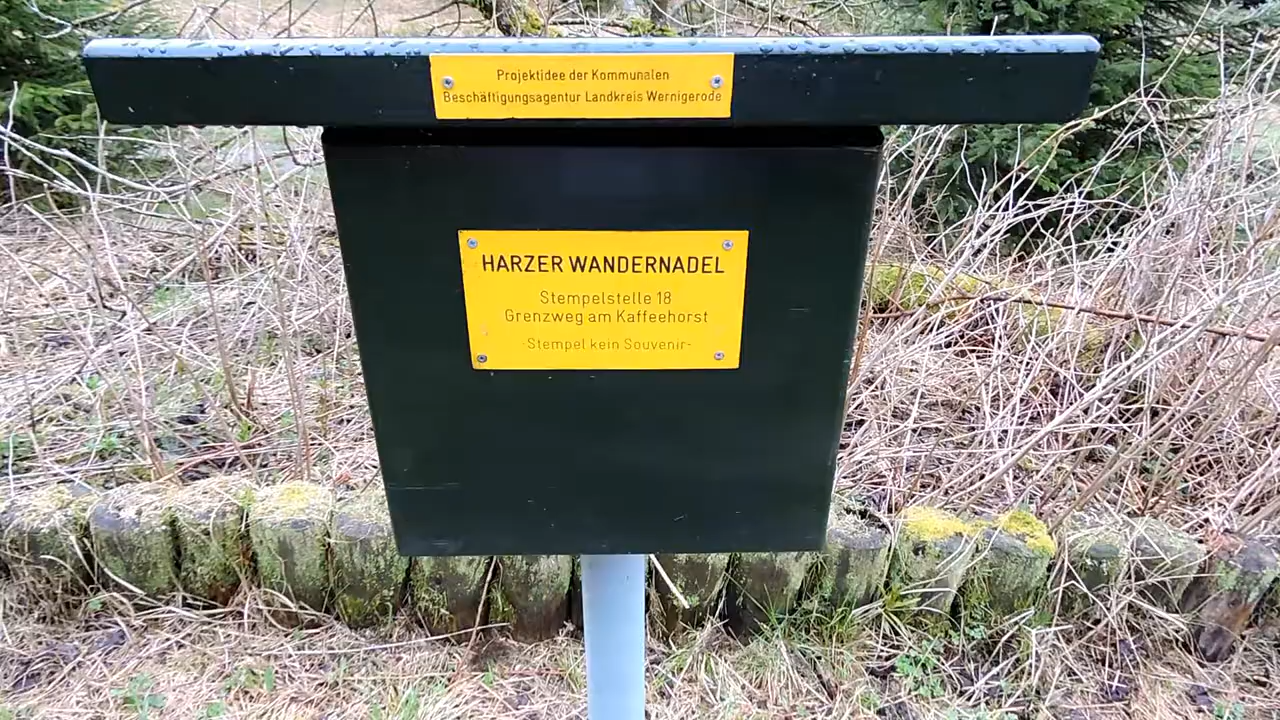 Projektidee der Kommunalen
Beschäftigungsagentur Landkreis Wernigerode
HARZER WANDERNADEL
Stempelstelle 18
Grenzweg am Kaffeehorst
-Stempel kein Souvenir-